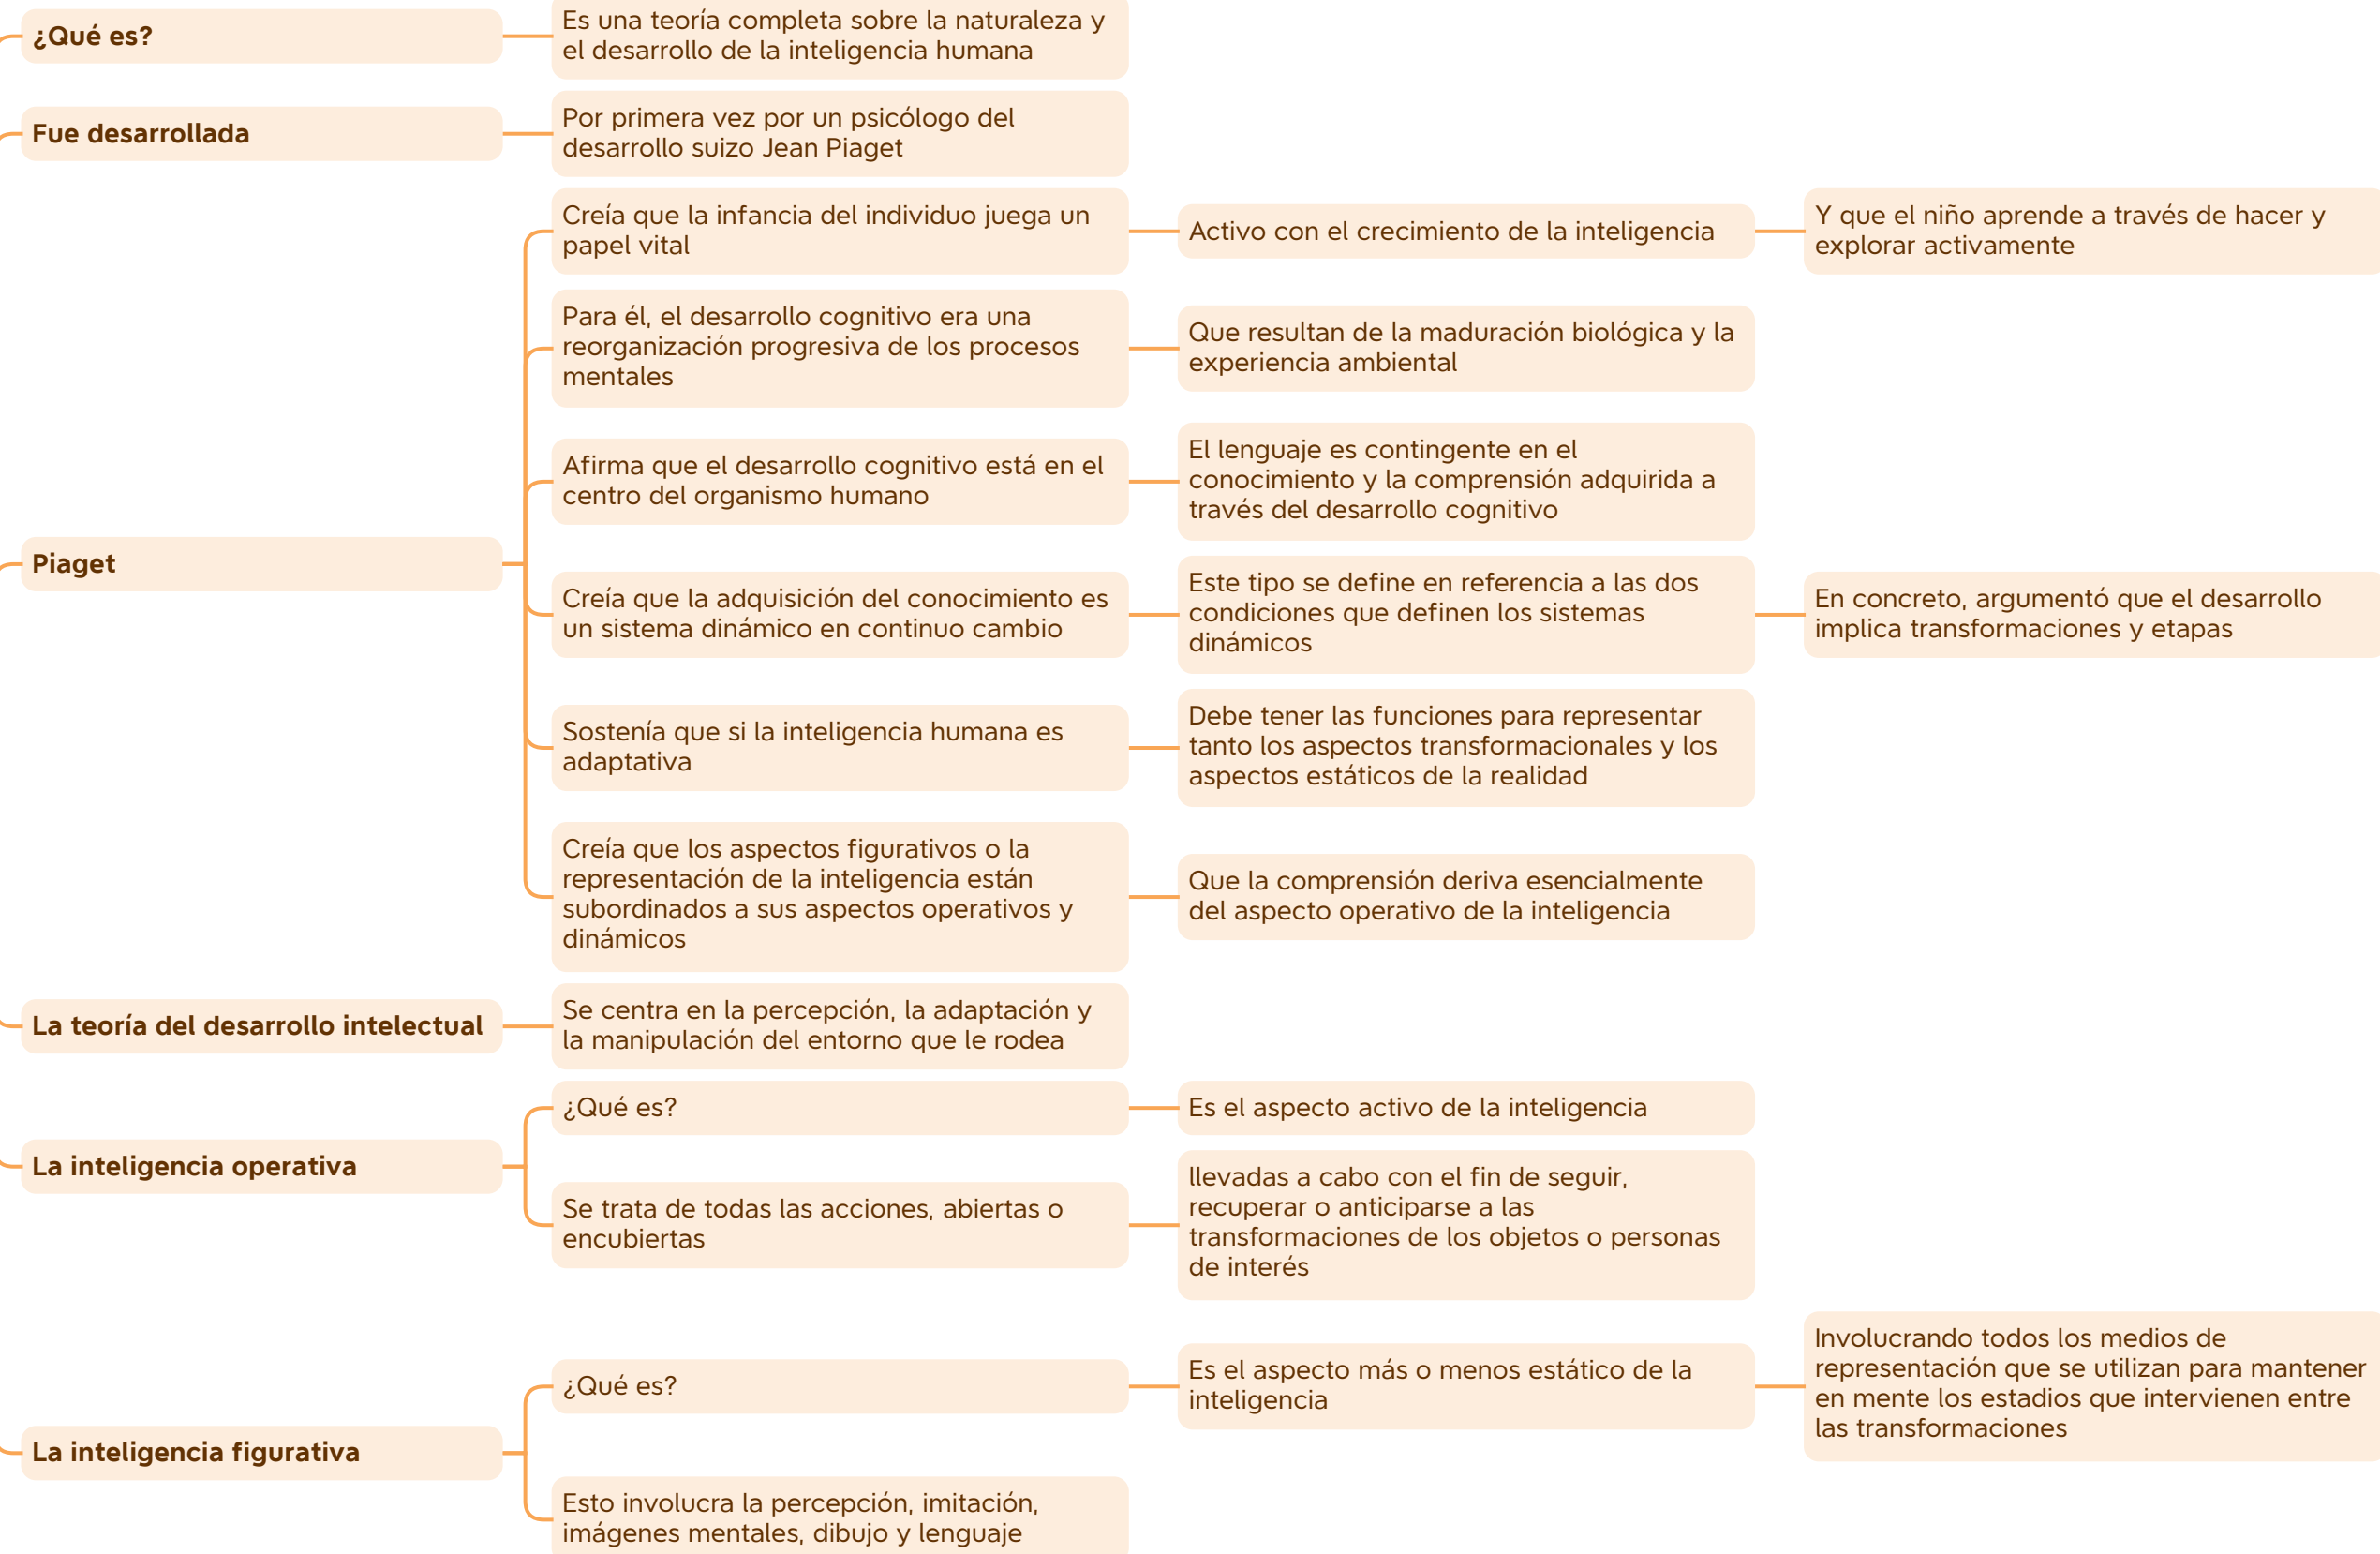 ¿Qué es?
Es una teoría completa sobre la naturaleza y
el desarrollo de la inteligencia humana
Fue desarrollada
Por primera vez por un psicólogo del
desarrollo suizo Jean Piaget
Piaget
Creía que la infancia del individuo juega un
papel vital
Activo con el crecimiento de la inteligencia
Y que el niño aprende a través de hacer y
explorar activamente
Para él, el desarrollo cognitivo era una
reorganización progresiva de los procesos
mentales
Que resultan de la maduración biológica y la
experiencia ambiental
Afirma que el desarrollo cognitivo está en el
centro del organismo humano
El lenguaje es contingente en el
conocimiento y la comprensión adquirida a
través del desarrollo cognitivo
Creía que la adquisición del conocimiento es
un sistema dinámico en continuo cambio
Este tipo se define en referencia a las dos
condiciones que definen los sistemas
dinámicos
En concreto, argumentó que el desarrollo
implica transformaciones y etapas
Sostenía que si la inteligencia humana es
adaptativa
Debe tener las funciones para representar
tanto los aspectos transformacionales y los
aspectos estáticos de la realidad
Creía que los aspectos figurativos o la
representación de la inteligencia están
subordinados a sus aspectos operativos y
dinámicos
Que la comprensión deriva esencialmente
del aspecto operativo de la inteligencia
La teoría del desarrollo intelectual
Se centra en la percepción, la adaptación y
la manipulación del entorno que le rodea
La inteligencia operativa
¿Qué es?
Es el aspecto activo de la inteligencia
Se trata de todas las acciones, abiertas o
encubiertas
llevadas a cabo con el fin de seguir,
recuperar o anticiparse a las
transformaciones de los objetos o personas
de interés
La inteligencia figurativa
¿Qué es?
Es el aspecto más o menos estático de la
inteligencia
Involucrando todos los medios de
representación que se utilizan para mantener
en mente los estadios que intervienen entre
las transformaciones
Esto involucra la percepción, imitación,
imágenes mentales, dibujo y lenguaje